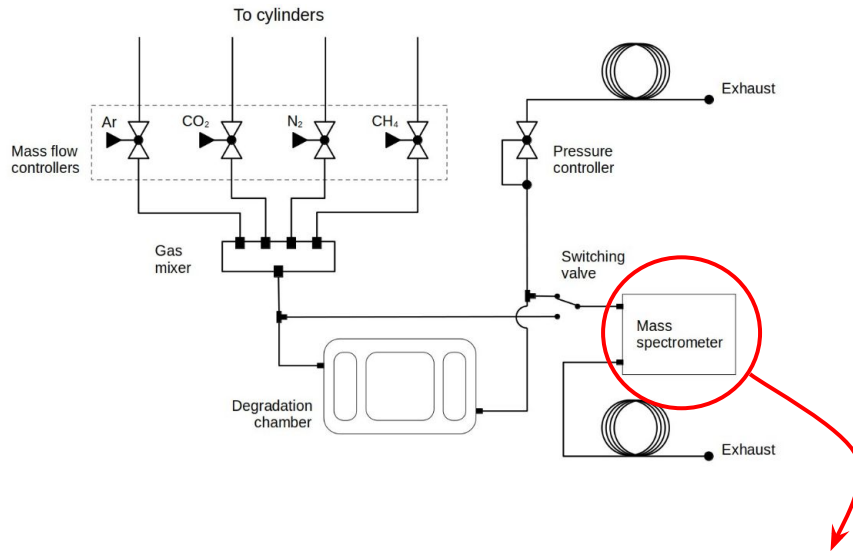 To cylinders
Ar
CO₂
N₂
CH₄
Mass flow
controllers
Exhaust
Pressure
controller
Gas
mixer
Switching
valve
Mass
spectrometer
Degradation
chamber
Exhaust